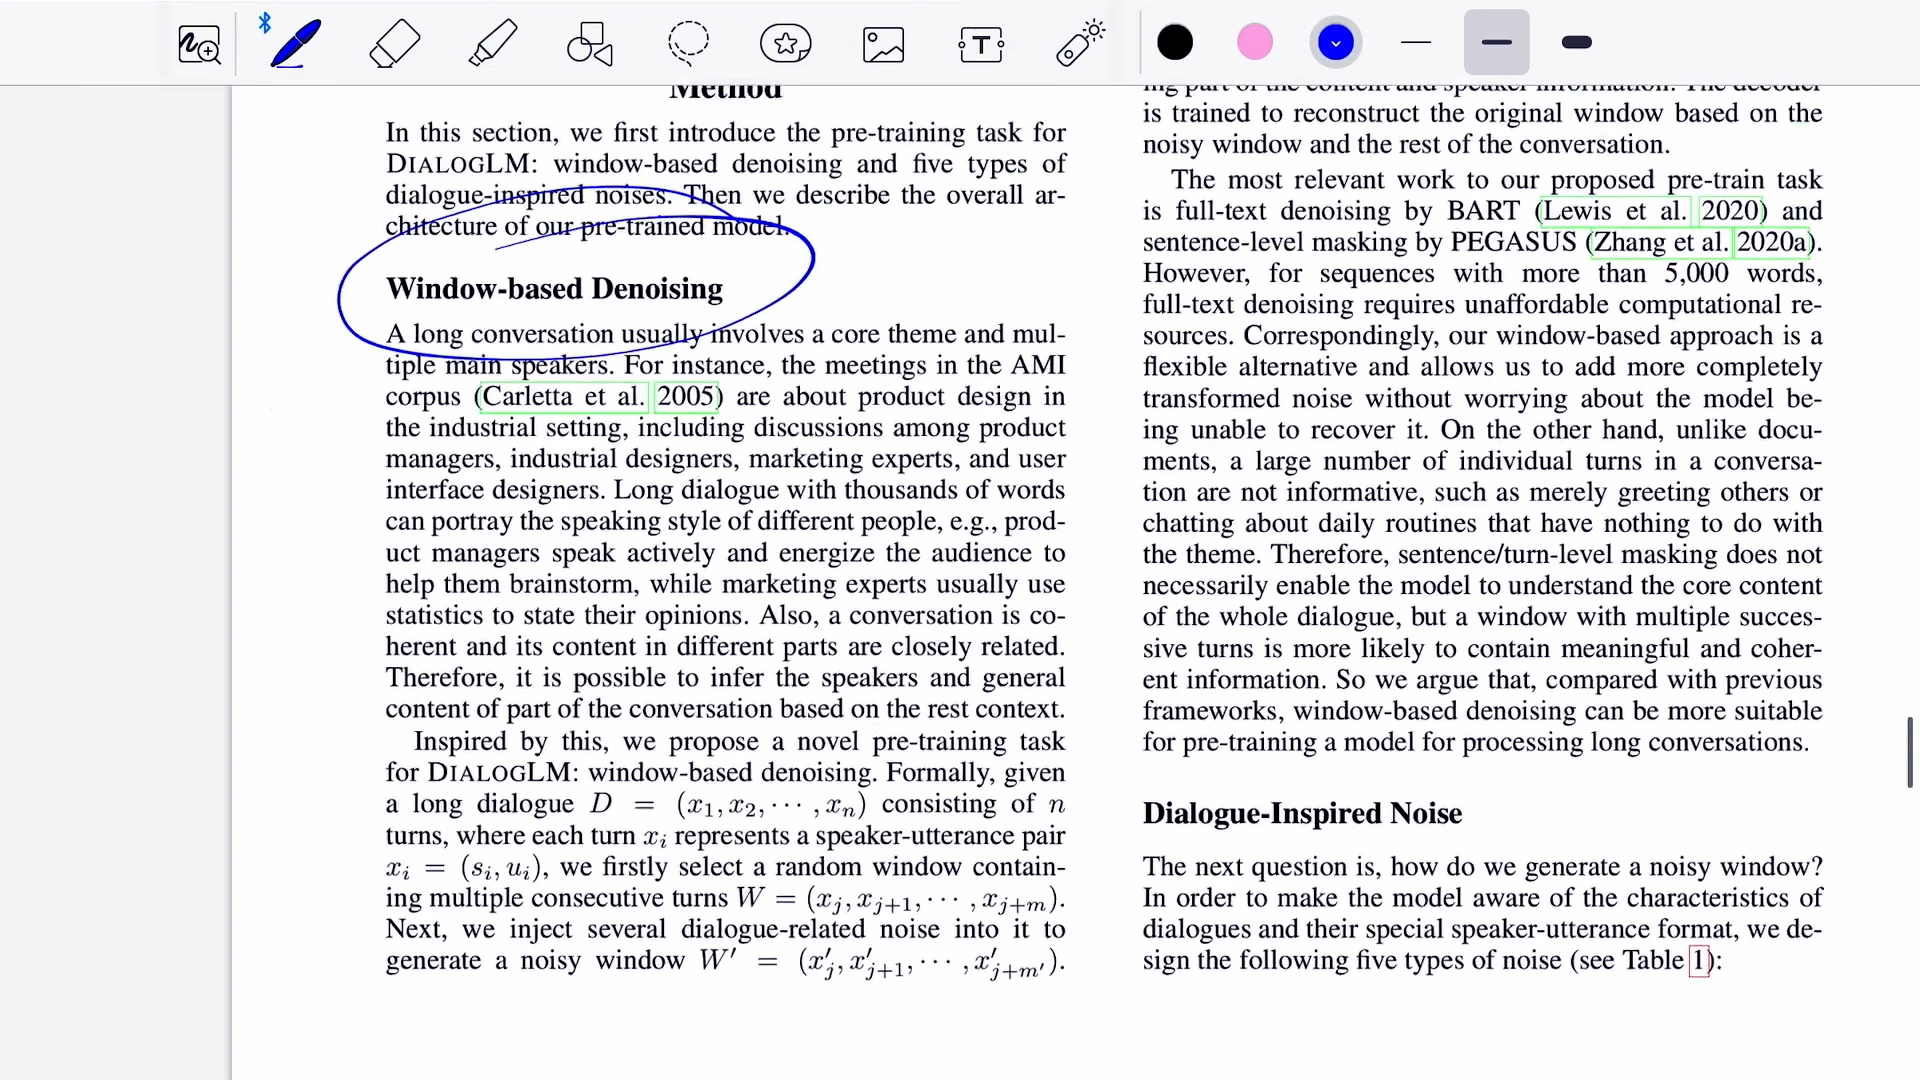 T
Method
In this section, we first introduce the pre-training task for
DIALOGLM: window-based denoising and five types of
dialogue-inspired noises. Then we describe the overall ar-
chitecture of our pre-trained model.
Window-based Denoising
A long conversation usually involves a core theme and mul-
tiple main speakers. For instance, the meetings in the AMI
corpus (Carletta et al. 2005) are about product design in
the industrial setting, including discussions among product
managers, industrial designers, marketing experts, and user
interface designers. Long dialogue with thousands of words
can portray the speaking style of different people, e.g., prod-
uct managers speak actively and energize the audience to
help them brainstorm, while marketing experts usually use
statistics to state their opinions. Also, a conversation is co-
herent and its content in different parts are closely related.
Therefore, it is possible to infer the speakers and general
content of part of the conversation based on the rest context.
Inspired by this, we propose a novel pre-training task
for DIALOGLM: window-based denoising. Formally, given
a long dialogue D = (x₁, x₂, ⋯ , xₙ) consisting of n
turns, where each turn xᵢ represents a speaker-utterance pair
xᵢ = (sᵢ, uᵢ), we firstly select a random window contain-
ing multiple consecutive turns W = (xⱼ, xⱼ₊₁, ⋯ , xⱼ₊ₘ).
Next, we inject several dialogue-related noise into it to
generate a noisy window W′ = (x′ⱼ, x′ⱼ₊₁, ⋯ , x′ⱼ₊ₘ′).
ing part of the content and speaker information. The decoder
is trained to reconstruct the original window based on the
noisy window and the rest of the conversation.
The most relevant work to our proposed pre-train task
is full-text denoising by BART (Lewis et al. 2020) and
sentence-level masking by PEGASUS (Zhang et al. 2020a).
However, for sequences with more than 5,000 words,
full-text denoising requires unaffordable computational re-
sources. Correspondingly, our window-based approach is a
flexible alternative and allows us to add more completely
transformed noise without worrying about the model be-
ing unable to recover it. On the other hand, unlike docu-
ments, a large number of individual turns in a conversa-
tion are not informative, such as merely greeting others or
chatting about daily routines that have nothing to do with
the theme. Therefore, sentence/turn-level masking does not
necessarily enable the model to understand the core content
of the whole dialogue, but a window with multiple succes-
sive turns is more likely to contain meaningful and coher-
ent information. So we argue that, compared with previous
frameworks, window-based denoising can be more suitable
for pre-training a model for processing long conversations.
Dialogue-Inspired Noise
The next question is, how do we generate a noisy window?
In order to make the model aware of the characteristics of
dialogues and their special speaker-utterance format, we de-
sign the following five types of noise (see Table 1):